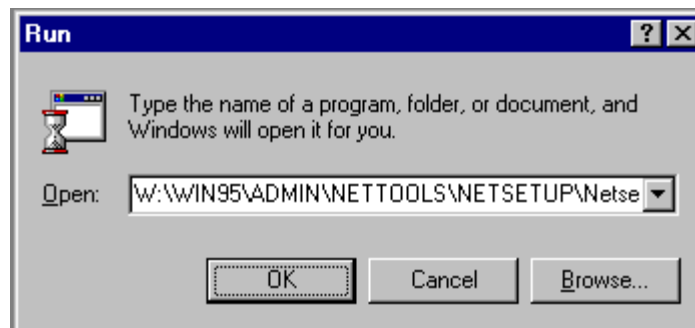 Run
Type the name of a program, folder, or document, and
Windows will open it for you.
Open: W:\WIN95\ADMIN\NETTOOLS\NETSETUP\Netse
OK Cancel Browse...